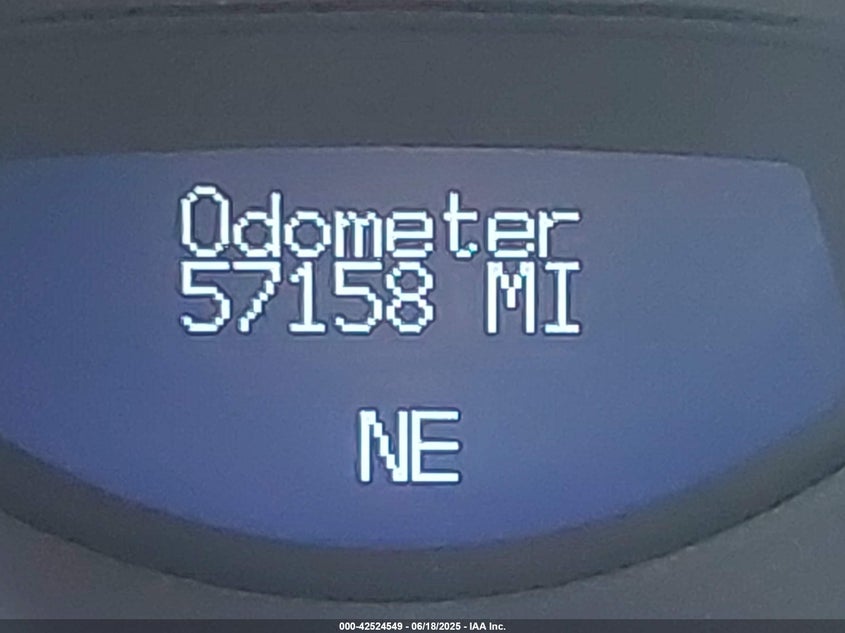 Odometer
57158 MI
NE
000-42524549 - 06/18/2025 - IAA Inc.